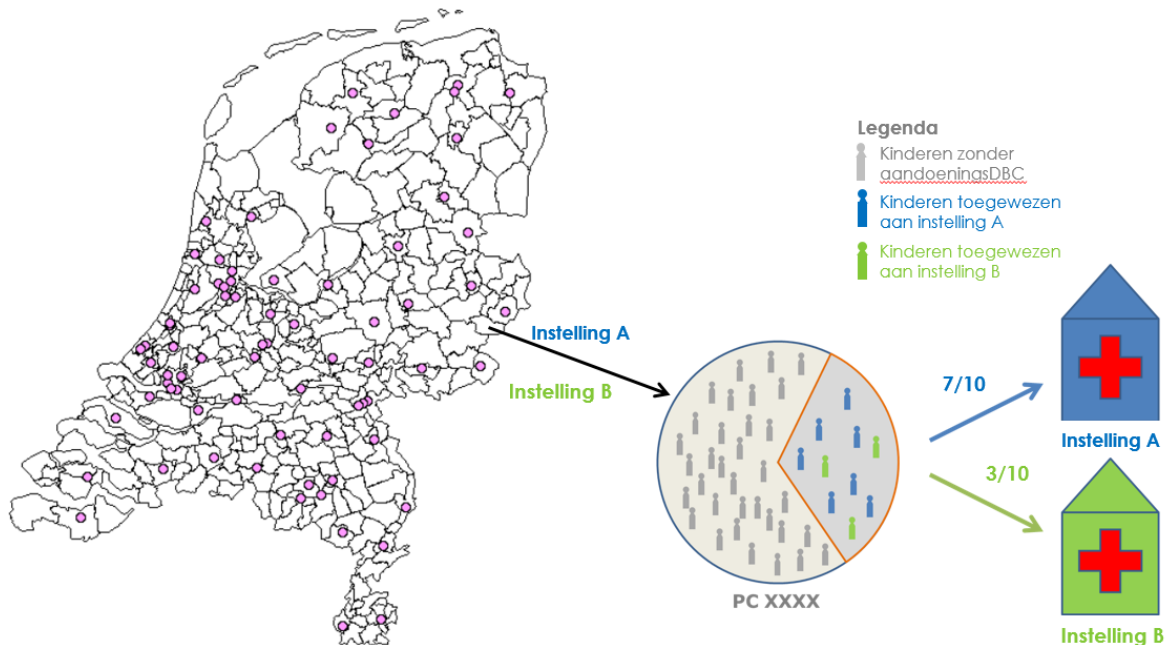 Legenda
Kinderen zonder
aandoeningsDBC
Kinderen toegewezen
aan instelling A
Kinderen toegewezen
aan instelling B
Instelling A
Instelling B
7/10
Instelling A
3/10
PC XXXX
Instelling B